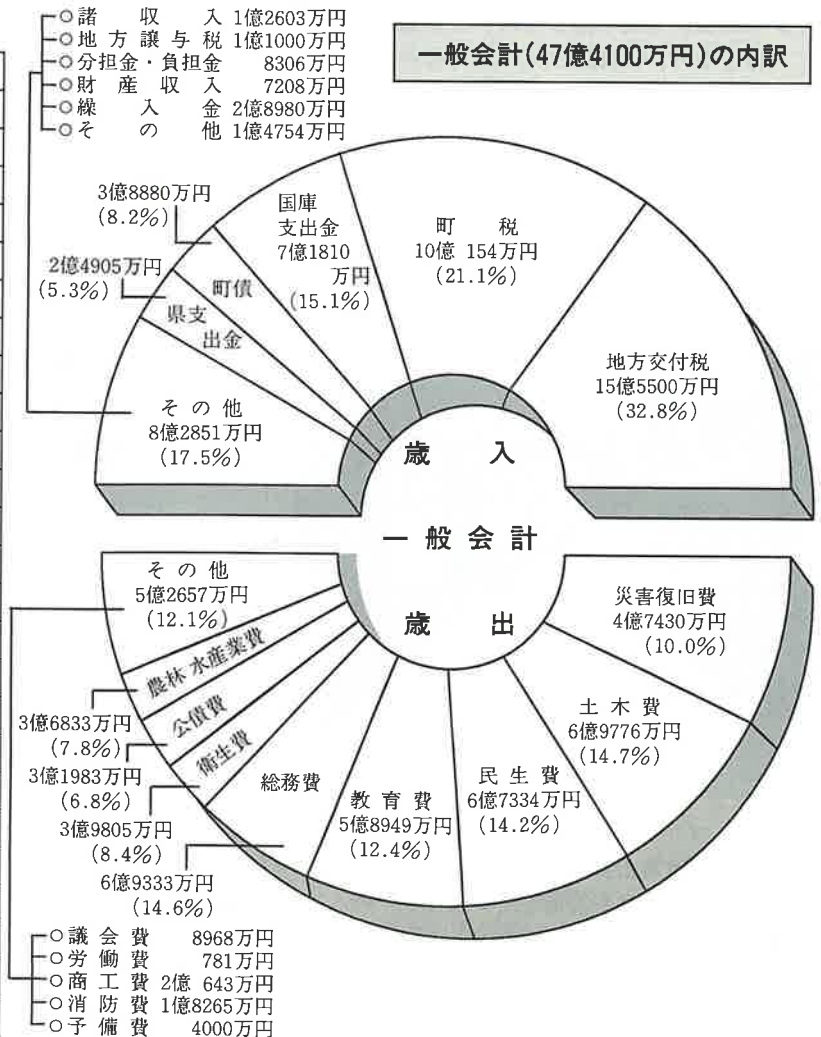 一般会計(47億4100万円)の内訳
○諸収入 1億2603万円
○地方譲与税 1億1000万円
○分担金・負担金 8306万円
○財産収入 7208万円
○繰入金 2億8980万円
○その他 1億4754万円
3億8880万円
(8.2%)
2億4905万円
(5.3%)
県支
出金
町債
国庫
支出金
7億1810
万円
(15.1%)
町税
10億 154万円
(21.1%)
地方交付税
15億5500万円
(32.8%)
その他
8億2851万円
(17.5%)
歳入
一般会計
歳出
その他
5億2657万円
(12.1%)
農林水産業費
3億6833万円
(7.8%)
公債費
3億1983万円
(6.8%)
衛生費
3億9805万円
(8.4%)
総務費
6億9333万円
(14.6%)
教育費
5億8949万円
(12.4%)
民生費
6億7334万円
(14.2%)
土木費
6億9776万円
(14.7%)
災害復旧費
4億7430万円
(10.0%)
○議会費 8968万円
○労働費 781万円
○商工費 2億 643万円
○消防費 1億8265万円
○予備費 4000万円